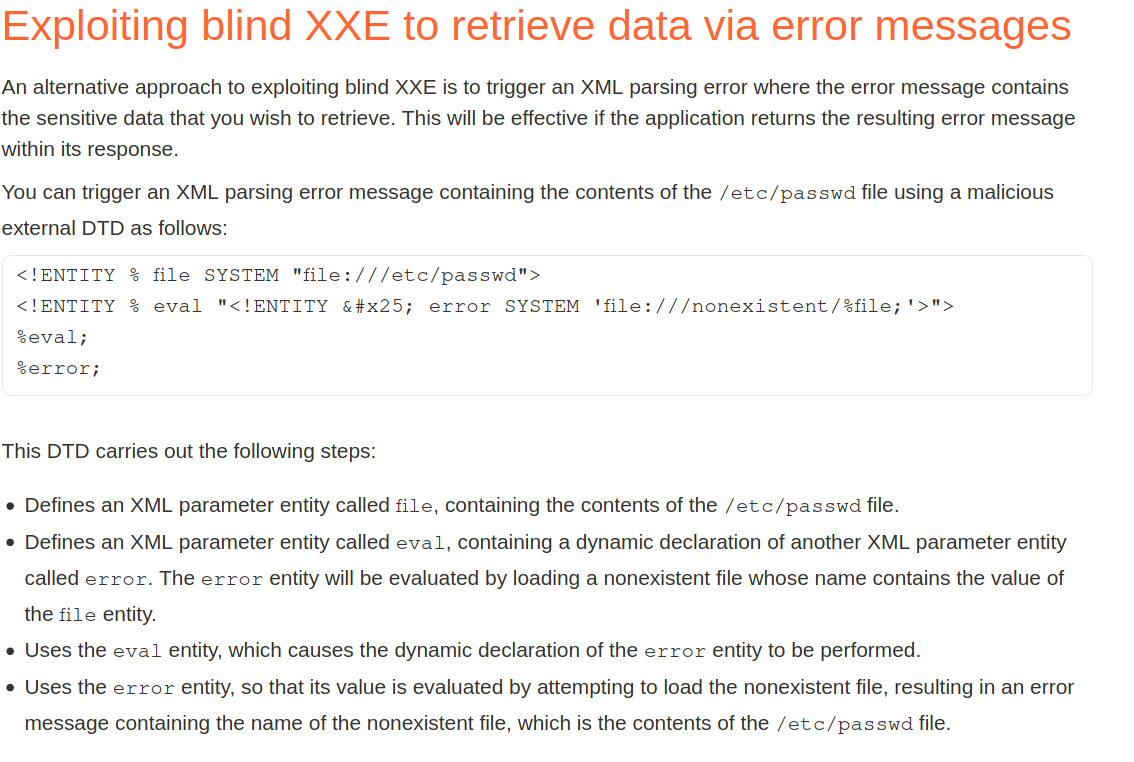 Exploiting blind XXE to retrieve data via error messages
An alternative approach to exploiting blind XXE is to trigger an XML parsing error where the error message contains
the sensitive data that you wish to retrieve. This will be effective if the application returns the resulting error message
within its response.
You can trigger an XML parsing error message containing the contents of the /etc/passwd file using a malicious
external DTD as follows:
<!ENTITY % file SYSTEM "file:///etc/passwd">
<!ENTITY % eval "<!ENTITY &#x25; error SYSTEM 'file:///nonexistent/%file;'>">
%eval;
%error;
This DTD carries out the following steps:
• Defines an XML parameter entity called file, containing the contents of the /etc/passwd file.
• Defines an XML parameter entity called eval, containing a dynamic declaration of another XML parameter entity
called error. The error entity will be evaluated by loading a nonexistent file whose name contains the value of
the file entity.
• Uses the eval entity, which causes the dynamic declaration of the error entity to be performed.
• Uses the error entity, so that its value is evaluated by attempting to load the nonexistent file, resulting in an error
message containing the name of the nonexistent file, which is the contents of the /etc/passwd file.